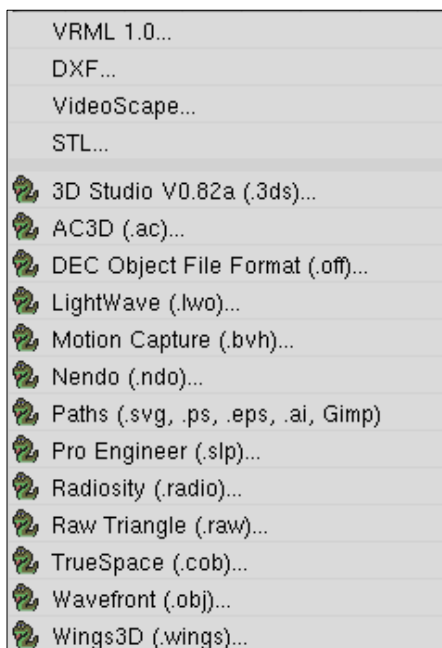 VRML 1.0...
DXF...
VideoScape...
STL...
3D Studio V0.82a (.3ds)...
AC3D (.ac)...
DEC Object File Format (.off)...
LightWave (.lwo)...
Motion Capture (.bvh)...
Nendo (.ndo)...
Paths (.svg, .ps, .eps, .ai, Gimp)
Pro Engineer (.slp)...
Radiosity (.radio)...
Raw Triangle (.raw)...
TrueSpace (.cob)...
Wavefront (.obj)...
Wings3D (.wings)...